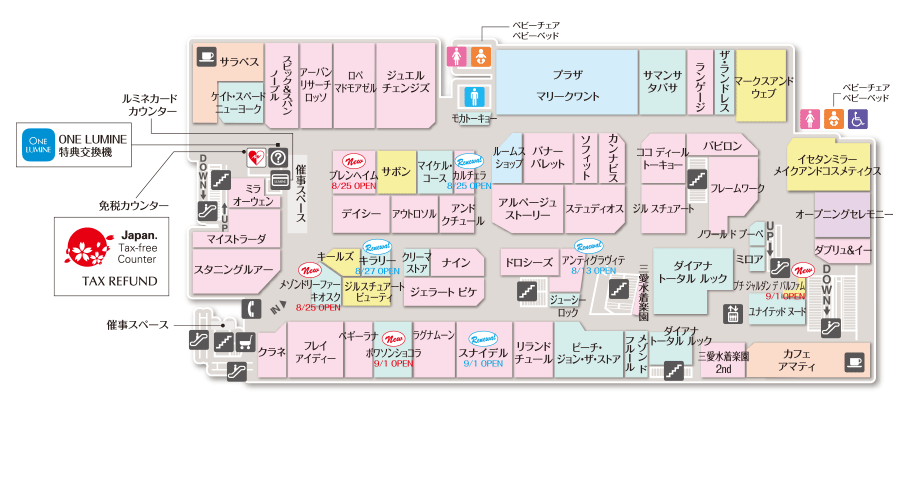 ベビーチェア
ベビーベッド
サラベス
ケイト・スペード
ニューヨーク
スピック&スパン
ノーブル
アーバン
リサーチ
ロッソ
ロペ
マドモアゼル
ジュエル
チェンジズ
モカトーキョー
プラザ
マリークワント
サマンサ
タバサ
ランゲージ
ザ・ランドレス
マークスアンド
ウェブ
ベビーチェア
ベビーベッド
ルミネカード
カウンター
ONE
LUMINE
ONE LUMINE
特典交換機
免税カウンター
Japan.
Tax-free
Counter
TAX REFUND
DOWN
UP
催事スペース
ミラ
オーウェン
マイストラーダ
スタニングルアー
New
ブレンヘイム
8/25 OPEN
サボン
マイケル・
コース
Renewal
カルチェラ
8/25 OPEN
デイシー
アウトロソル
アンド
クチュール
ルームス
ショップ
バナー
バレット
ソフィット
カンナビス
アルページュ
ストーリー
ステュディオス
ココ ディール
トーキョー
ジル スチュアート
パピロン
フレームワーク
イセタンミラー
メイクアンドコスメティクス
オープニングセレモニー
ダブリュ&イー
キールズ
Renewal
キラリー
8/27 OPEN
クリーマ
ストア
ナイン
New
メゾンドリーファー
キオスク
8/25 OPEN
ジルスチュアート
ビューティ
ジェラート ピケ
ドロシーズ
Renewal
アンティグラヴィテ
8/13 OPEN
ジューシー
ロック
三愛水着楽園
ダイアナ
トータル ルック
ノワールド ブーベ
ミロア
UP
New
プチ ジャルダン デ パルファム
9/1 OPEN
ユナイテッド ヌード
DOWN
IN
催事スペース
クラネ
フレイ
アイディー
ペギーラナ
New
ボワソンショコラ
9/1 OPEN
ラグナムーン
Renewal
スナイデル
9/1 OPEN
リランド
チュール
ピーチ・
ジョン・ザ・ストア
メゾンド
フルール
ダイアナ
トータル ルック
三愛水着楽園
2nd
カフェ
アマティ